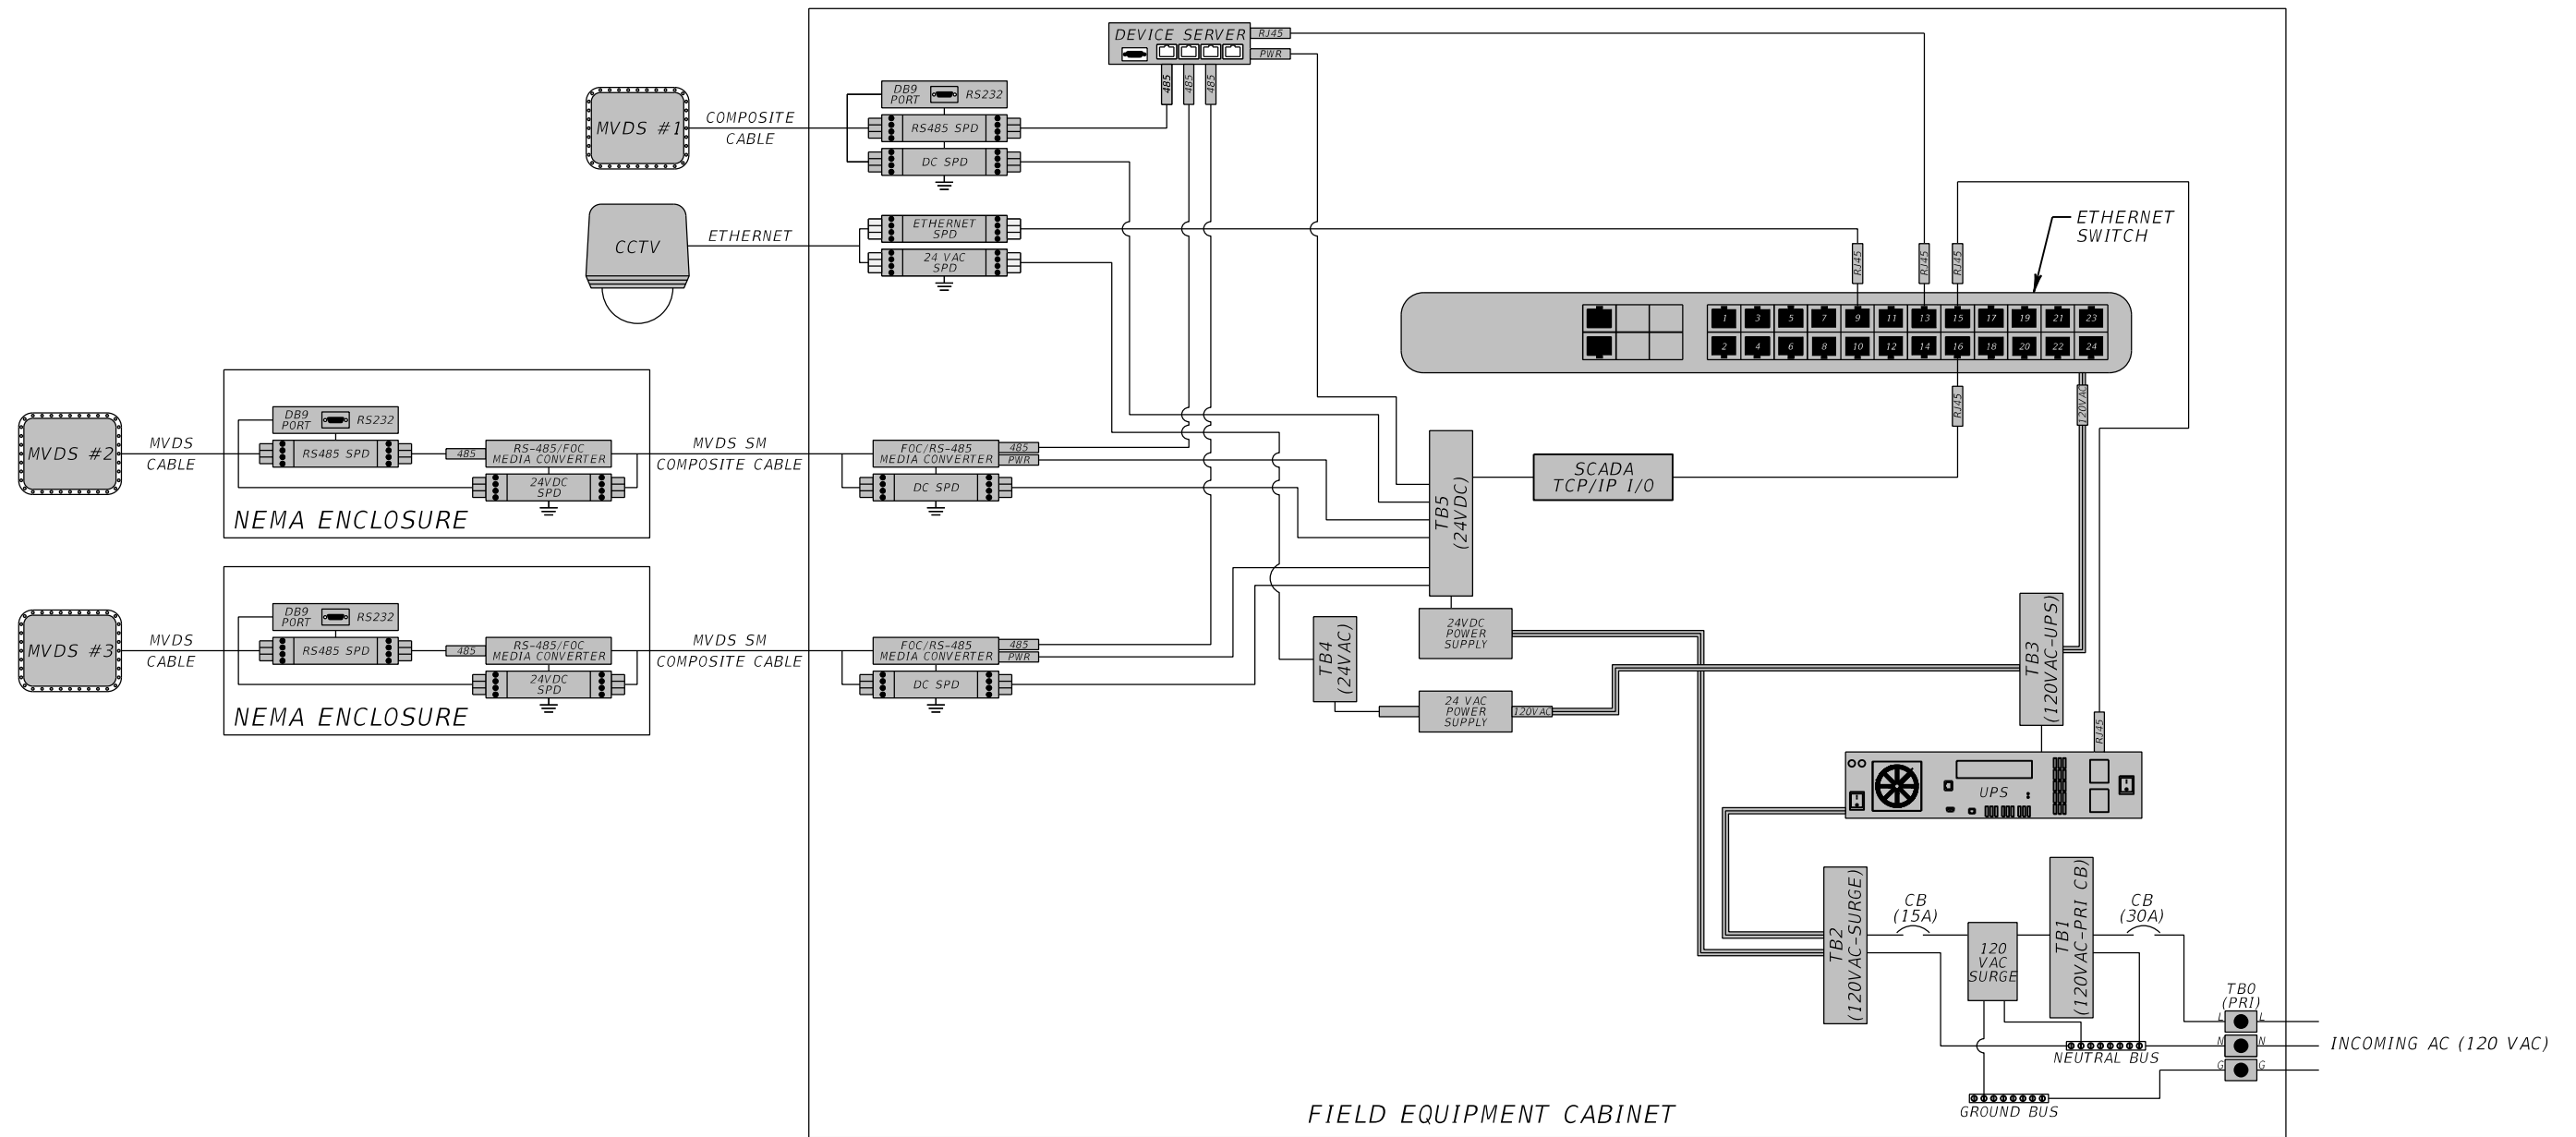 DEVICE SERVER
RJ45
PWR
485
485
485
DB9
PORT
RS232
MVDS #1
COMPOSITE
CABLE
RS485 SPD
DC SPD
CCTV
ETHERNET
ETHERNET
SPD
24 VAC
SPD
ETHERNET
SWITCH
RJ45
RJ45
RJ45
1
3
5
7
9
11
13
15
17
19
21
23
2
4
6
8
10
12
14
16
18
20
22
24
RJ45
120VAC
MVDS #2
MVDS
CABLE
DB9
PORT
RS232
RS485 SPD
485
RS-485/FOC
MEDIA CONVERTER
24VDC
SPD
NEMA ENCLOSURE
MVDS SM
COMPOSITE CABLE
FOC/RS-485
MEDIA CONVERTER
485
PWR
DC SPD
TB5
(24VDC)
SCADA
TCP/IP I/O
MVDS #3
MVDS
CABLE
DB9
PORT
RS232
RS485 SPD
485
RS-485/FOC
MEDIA CONVERTER
24VDC
SPD
NEMA ENCLOSURE
MVDS SM
COMPOSITE CABLE
FOC/RS-485
MEDIA CONVERTER
485
PWR
DC SPD
TB4
(24VAC)
24VDC
POWER
SUPPLY
24 VAC
POWER
SUPPLY
120VAC
TB3
(120VAC-UPS)
RJ45
UPS
TB2
(120VAC-SURGE)
CB
(15A)
120
VAC
SURGE
TB1
(120VAC-PRI CB)
CB
(30A)
TB0
(PRI)
L
L
N
N
G
G
INCOMING AC (120 VAC)
NEUTRAL BUS
GROUND BUS
FIELD EQUIPMENT CABINET